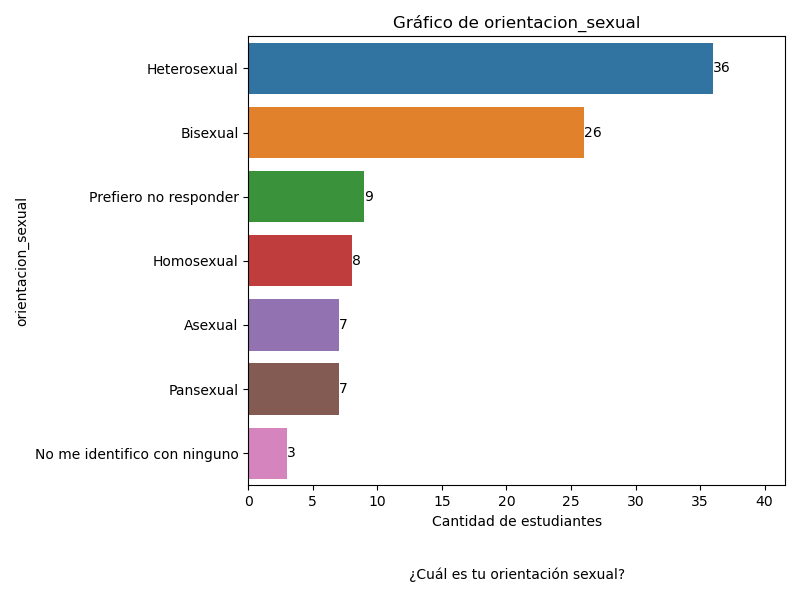 Gráfico de orientacion_sexual
Heterosexual 36
Bisexual 26
Prefiero no responder 9
Homosexual 8
Asexual 7
Pansexual 7
No me identifico con ninguno 3
orientacion_sexual
0 5 10 15 20 25 30 35 40
Cantidad de estudiantes
¿Cuál es tu orientación sexual?